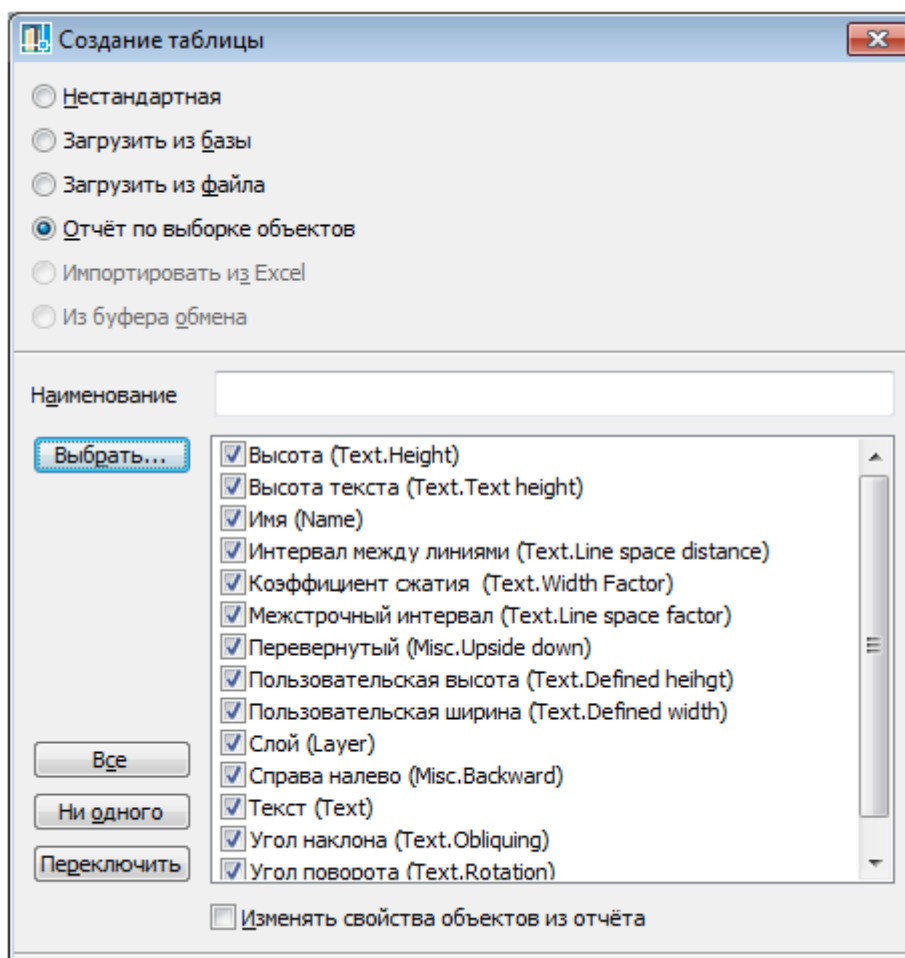 Создание таблицы
Нестандартная
Загрузить из базы
Загрузить из файла
Отчёт по выборке объектов
Импортировать из Excel
Из буфера обмена
Наименование
Выбрать...
Высота (Text.Height)
Высота текста (Text.Text height)
Имя (Name)
Интервал между линиями (Text.Line space distance)
Коэффициент сжатия (Text.Width Factor)
Межстрочный интервал (Text.Line space factor)
Перевернутый (Misc.Upside down)
Пользовательская высота (Text.Defined heihgt)
Пользовательская ширина (Text.Defined width)
Слой (Layer)
Справа налево (Misc.Backward)
Текст (Text)
Угол наклона (Text.Obliquing)
Угол поворота (Text.Rotation)
Все
Ни одного
Переключить
Изменять свойства объектов из отчёта